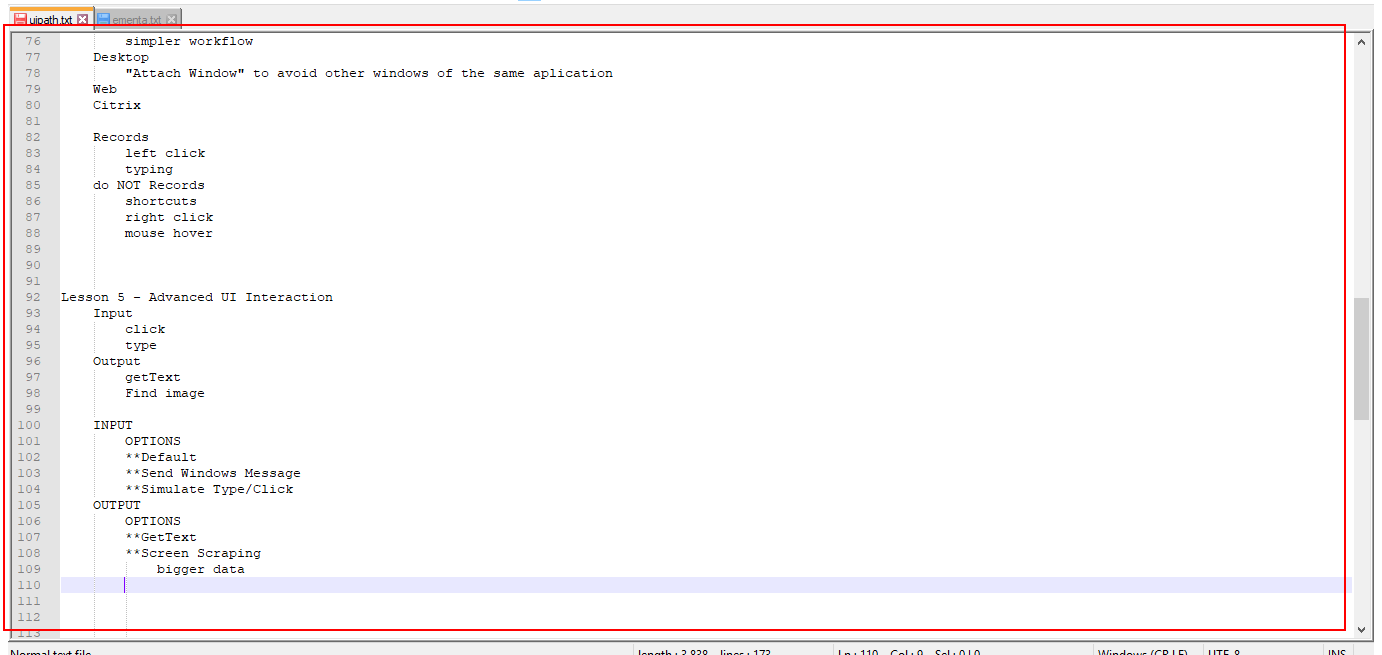 uipath.txt ementa.txt
76 simpler workflow
77 Desktop
78 "Attach Window" to avoid other windows of the same aplication
79 Web
80 Citrix
81
82 Records
83 left click
84 typing
85 do NOT Records
86 shortcuts
87 right click
88 mouse hover
89
90
91
92 Lesson 5 - Advanced UI Interaction
93 Input
94 click
95 type
96 Output
97 getText
98 Find image
99
100 INPUT
101 OPTIONS
102 **Default
103 **Send Windows Message
104 **Simulate Type/Click
105 OUTPUT
106 OPTIONS
107 **GetText
108 **Screen Scraping
109 bigger data
110
111
112
113
Normal text file length : 3,838 lines : 173 Ln : 110 Col : 9 Sel : 0 | 0 Windows (CR LF) UTF-8 INS